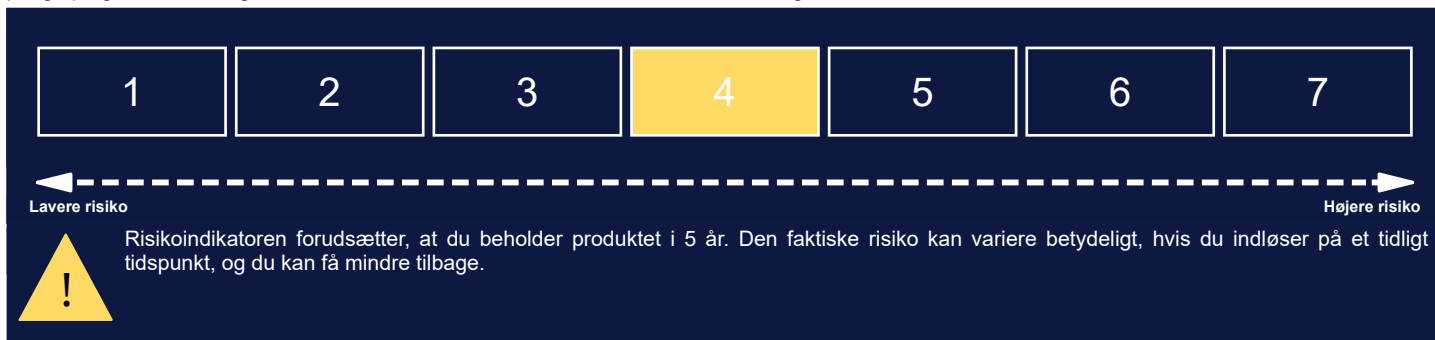 1 2 3 4 5 6 7
Lavere risiko Højere risiko
Risikoindikatoren forudsætter, at du beholder produktet i 5 år. Den faktiske risiko kan variere betydeligt, hvis du indløser på et tidligt
tidspunkt, og du kan få mindre tilbage.
!